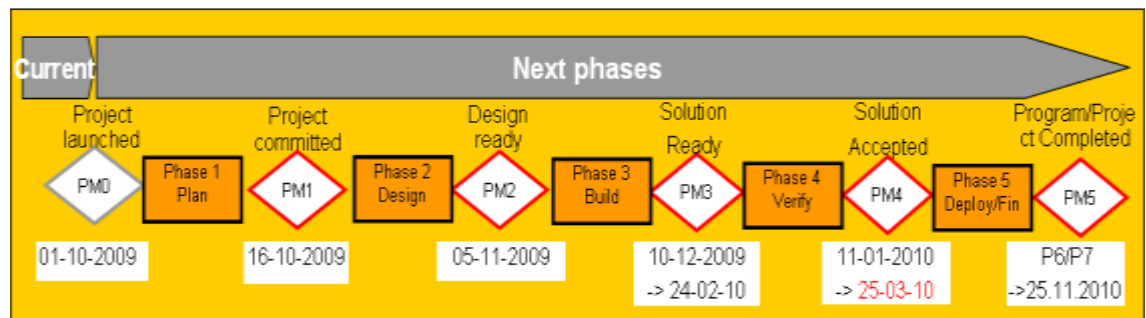 Current
Next phases
Project
launched
Project
committed
Design
ready
Solution
Ready
Solution
Accepted
Program/Proje
ct Completed
PM0
Phase 1
Plan
PM1
Phase 2
Design
PM2
Phase 3
Build
PM3
Phase 4
Verify
PM4
Phase 5
Deploy/Fin
PM5
01-10-2009
16-10-2009
05-11-2009
10-12-2009
-> 24-02-10
11-01-2010
-> 25-03-10
P6/P7
->25.11.2010